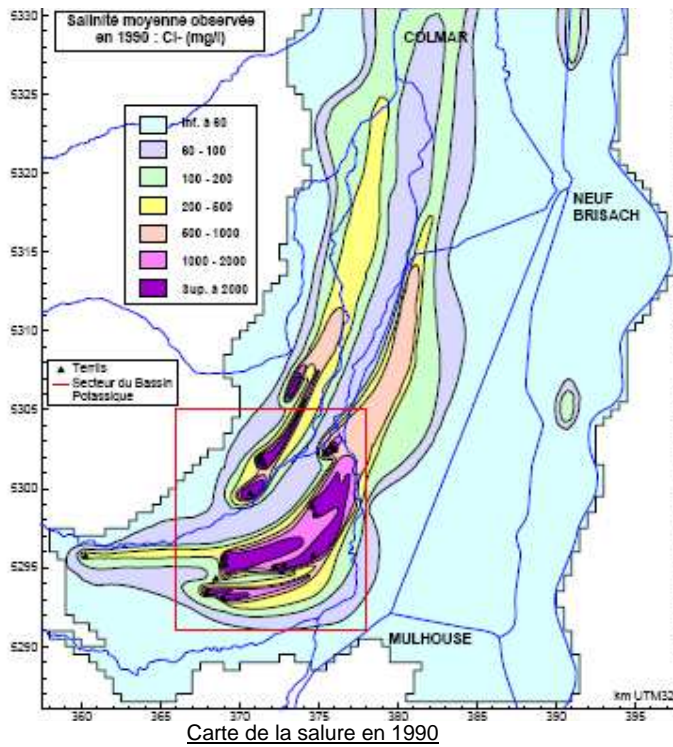 Salinité moyenne observée
en 1990 : Cl- (mg/l)
COLMAR
Inf. à 60
60 - 100
100 - 200
200 - 500
500 - 1000
1000 - 2000
Sup. à 2000
NEUF
BRISACH
Terrils
Secteur du Bassin
Potassique
MULHOUSE
km UTM32
5330
5325
5320
5315
5310
5305
5300
5295
5290
360 365 370 375 380 385 390 395
Carte de la salure en 1990